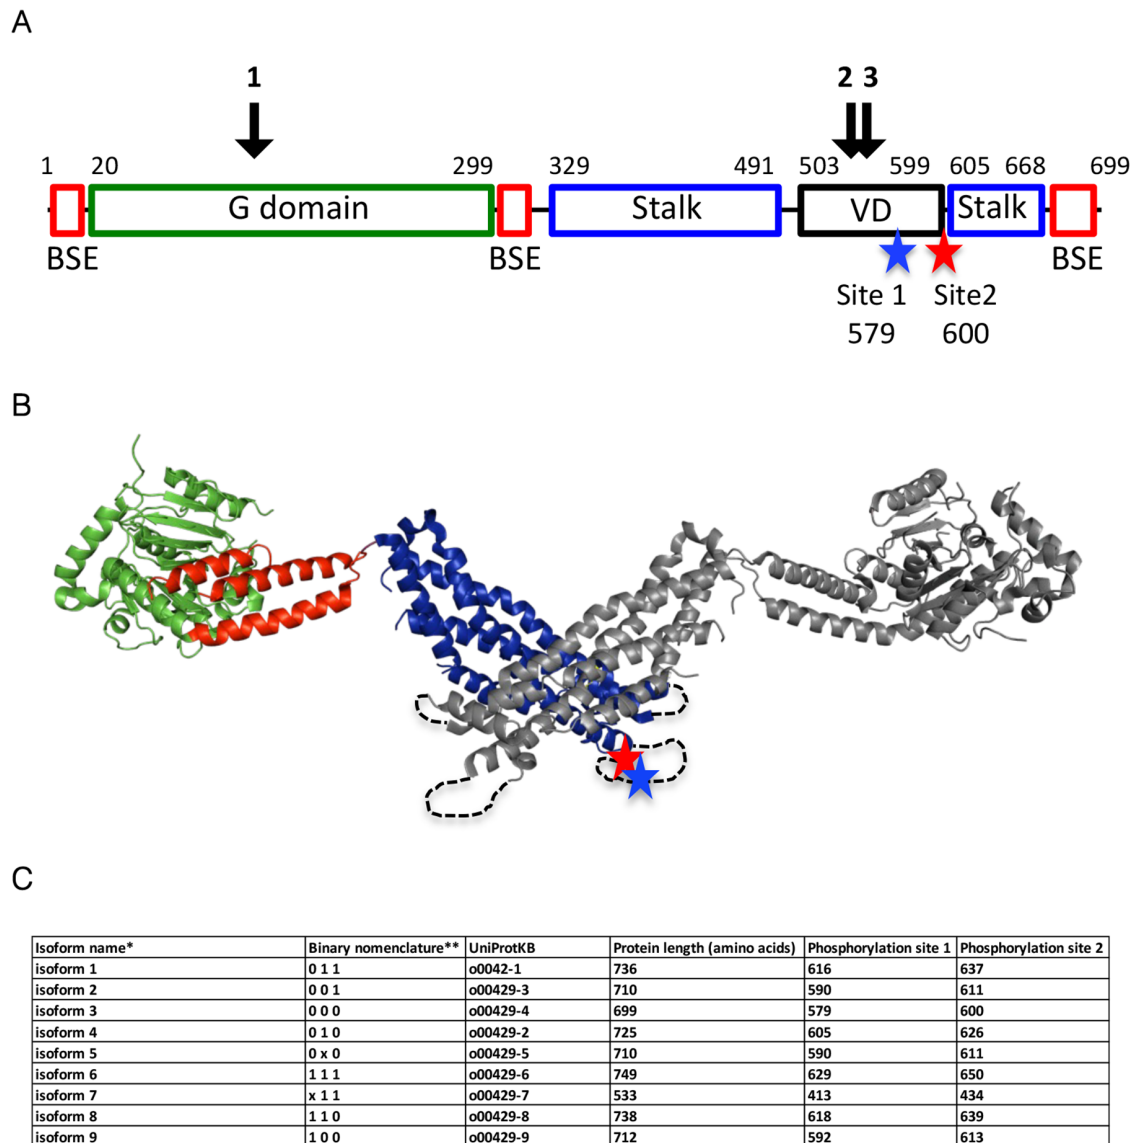 A
1 2 3
1 20 299 329 491 503 599 605 668 699
G domain Stalk VD Stalk
BSE BSE BSE
Site 1 Site2
579 600
B
C
Isoform name* Binary nomenclature** UniProtKB Protein length (amino acids) Phosphorylation site 1 Phosphorylation site 2
isoform 1 0 1 1 o0042-1 736 616 637
isoform 2 0 0 1 o00429-3 710 590 611
isoform 3 0 0 0 o00429-4 699 579 600
isoform 4 0 1 0 o00429-2 725 605 626
isoform 5 0 x 0 o00429-5 710 590 611
isoform 6 1 1 1 o00429-6 749 629 650
isoform 7 x 1 1 o00429-7 533 413 434
isoform 8 1 1 0 o00429-8 738 618 639
isoform 9 1 0 0 o00429-9 712 592 613